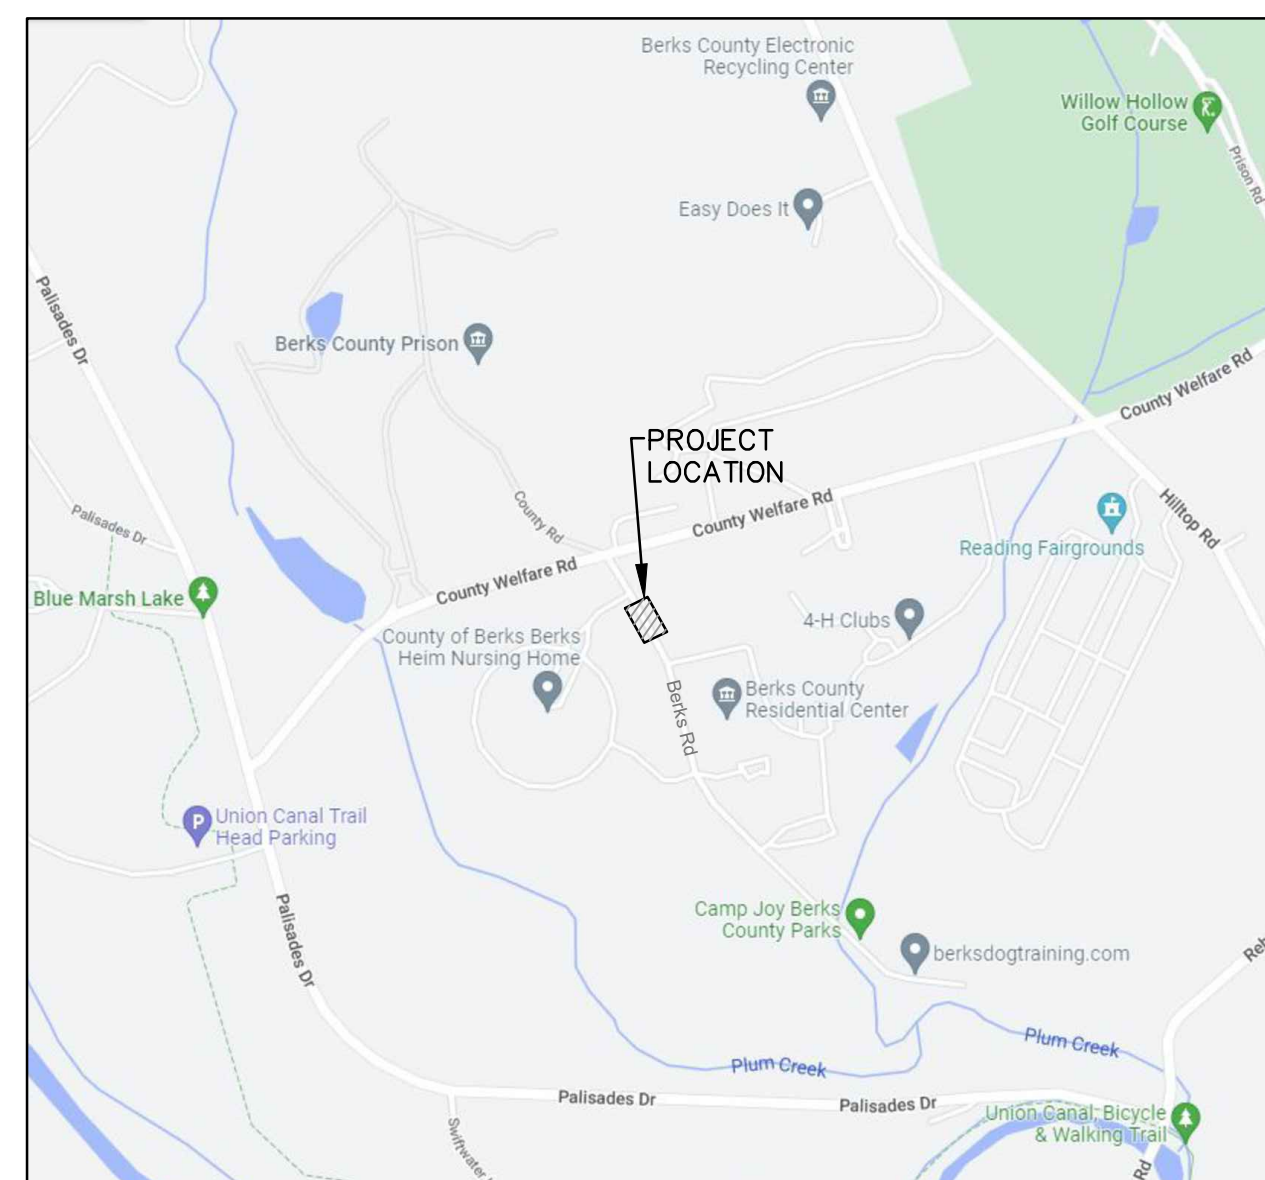 Berks County Electronic
Recycling Center
Willow Hollow
Golf Course
Prison Rd
Easy Does It
Palisades Dr
Berks County Prison
County Welfare Rd
PROJECT
LOCATION
County Rd
County Welfare Rd
Hilltop Rd
Palisades Dr
Reading Fairgrounds
County Welfare Rd
Blue Marsh Lake
4-H Clubs
County of Berks Berks
Heim Nursing Home
Berks Rd
Berks County
Residential Center
P
Union Canal Trail
Head Parking
Camp Joy Berks
County Parks
berksdogtraining.com
Palisades Dr
Reb
Plum Creek
Plum Creek
Palisades Dr
Palisades Dr
Union Canal, Bicycle
& Walking Trail
Swiftwater
Rd